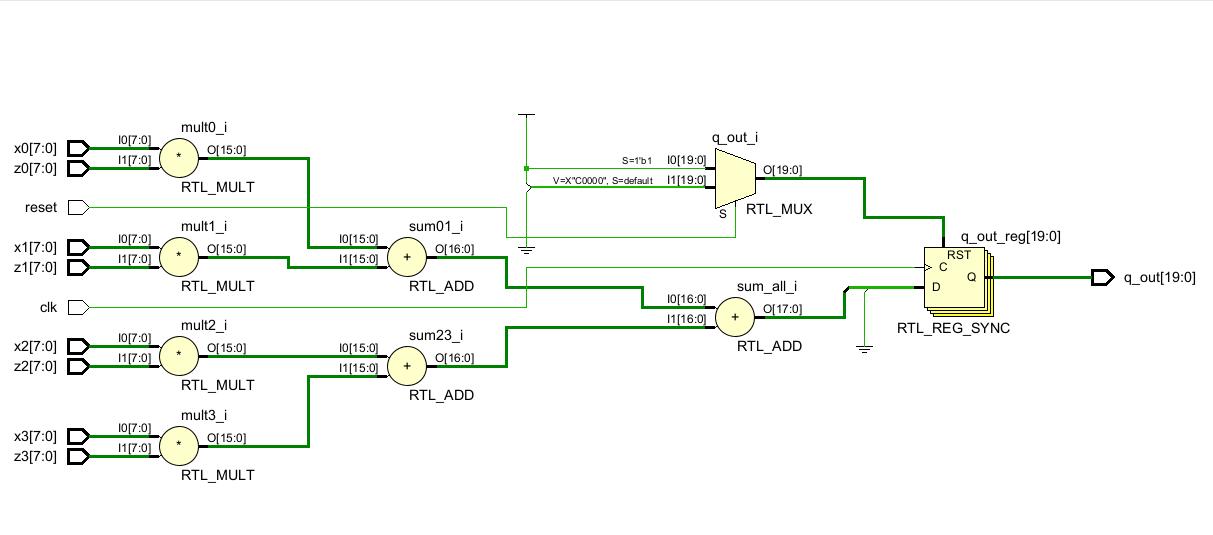 mult0_i
x0[7:0] I0[7:0] * O[15:0]
z0[7:0] I1[7:0]
RTL_MULT
reset
mult1_i
x1[7:0] I0[7:0] * O[15:0]
z1[7:0] I1[7:0]
RTL_MULT
clk
mult2_i
x2[7:0] I0[7:0] * O[15:0]
z2[7:0] I1[7:0]
RTL_MULT
mult3_i
x3[7:0] I0[7:0] * O[15:0]
z3[7:0] I1[7:0]
RTL_MULT
sum01_i
I0[15:0] + O[16:0]
I1[15:0]
RTL_ADD
sum23_i
I0[15:0] + O[16:0]
I1[15:0]
RTL_ADD
q_out_i
S=1'b1 I0[19:0] O[19:0]
V=X"C0000", S=default I1[19:0]
S RTL_MUX
sum_all_i
I0[16:0] + O[17:0]
I1[16:0]
RTL_ADD
q_out_reg[19:0]
RST
C
D Q
RTL_REG_SYNC
q_out[19:0]